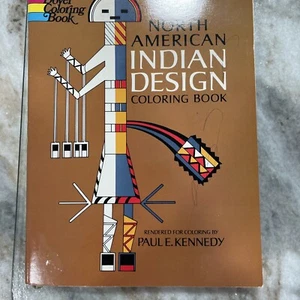 Dover Coloring
Book
NORTH
AMERICAN
INDIAN
DESIGN
COLORING BOOK
RENDERED FOR COLORING BY
PAUL E. KENNEDY